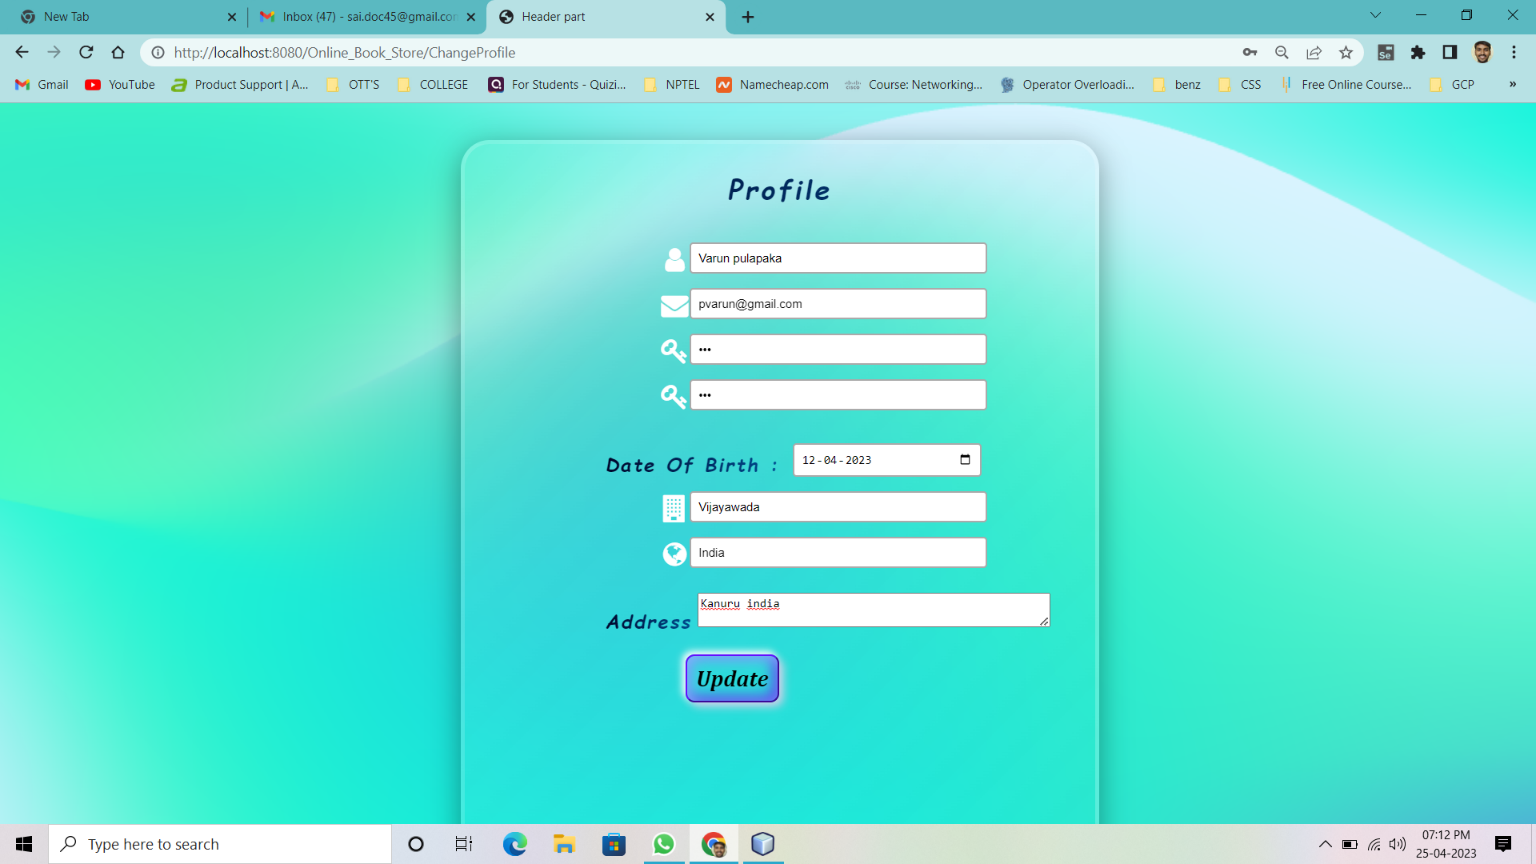 New Tab
Inbox (47) - sai.doc45@gmail.co
Header part
http://localhost:8080/Online_Book_Store/ChangeProfile
Gmail
YouTube
Product Support | A...
OTT'S
COLLEGE
For Students - Quizi...
NPTEL
Namecheap.com
Course: Networking...
Operator Overloadi...
benz
CSS
Free Online Course...
GCP
»
Profile
Varun pulapaka
pvarun@gmail.com
•••
•••
Date Of Birth :
12-04-2023
Vijayawada
India
Address
Kanuru india
Update
Type here to search
07:12 PM
25-04-2023